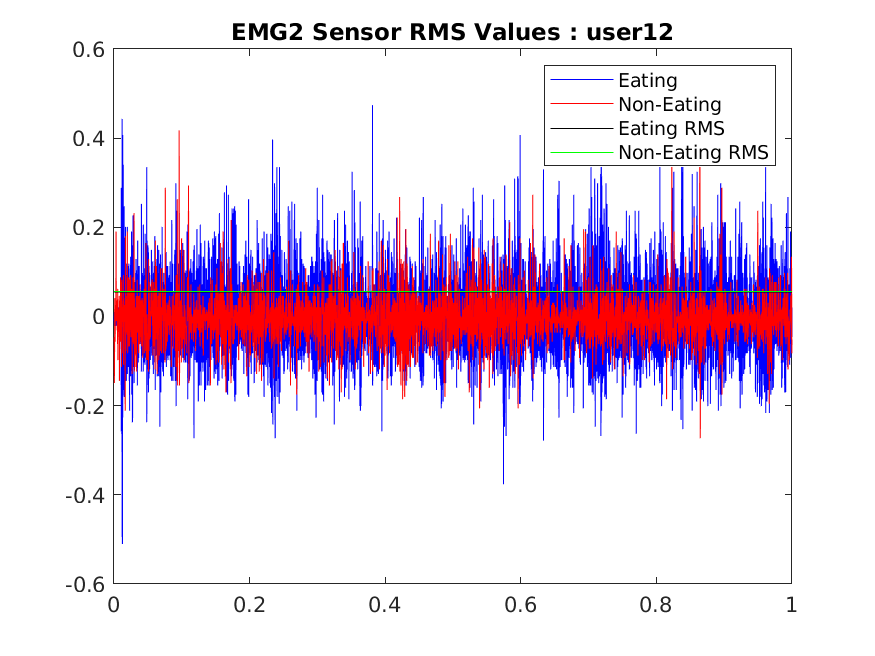 EMG2 Sensor RMS Values : user12
Eating
Non-Eating
Eating RMS
Non-Eating RMS
0.6
0.4
0.2
0
-0.2
-0.4
-0.6
0 0.2 0.4 0.6 0.8 1